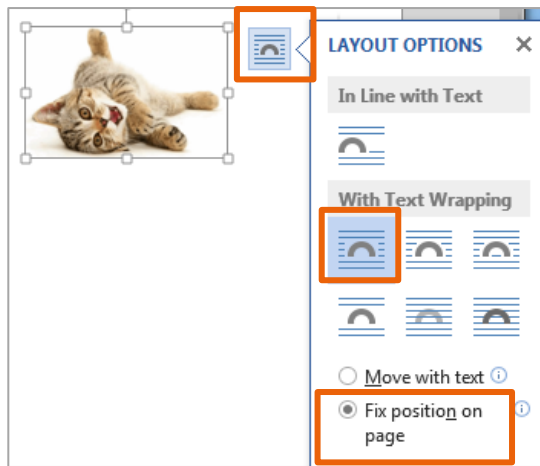 LAYOUT OPTIONS
In Line with Text
With Text Wrapping
Move with text
Fix position on
page